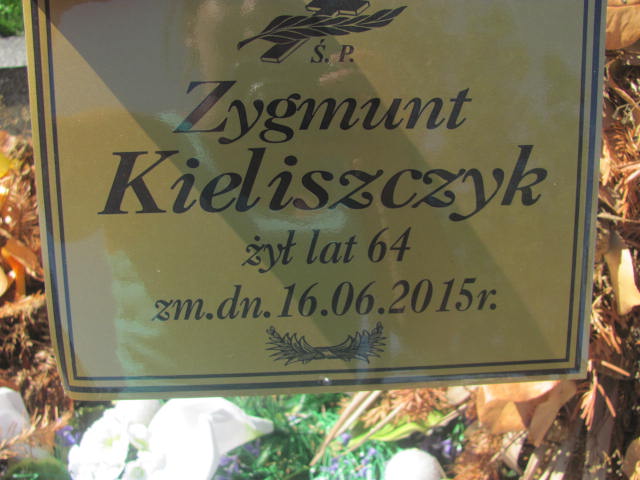 Ś. P.
Zygmunt
Kieliszczyk
żył lat 64
zm.dn.16.06.2015r.